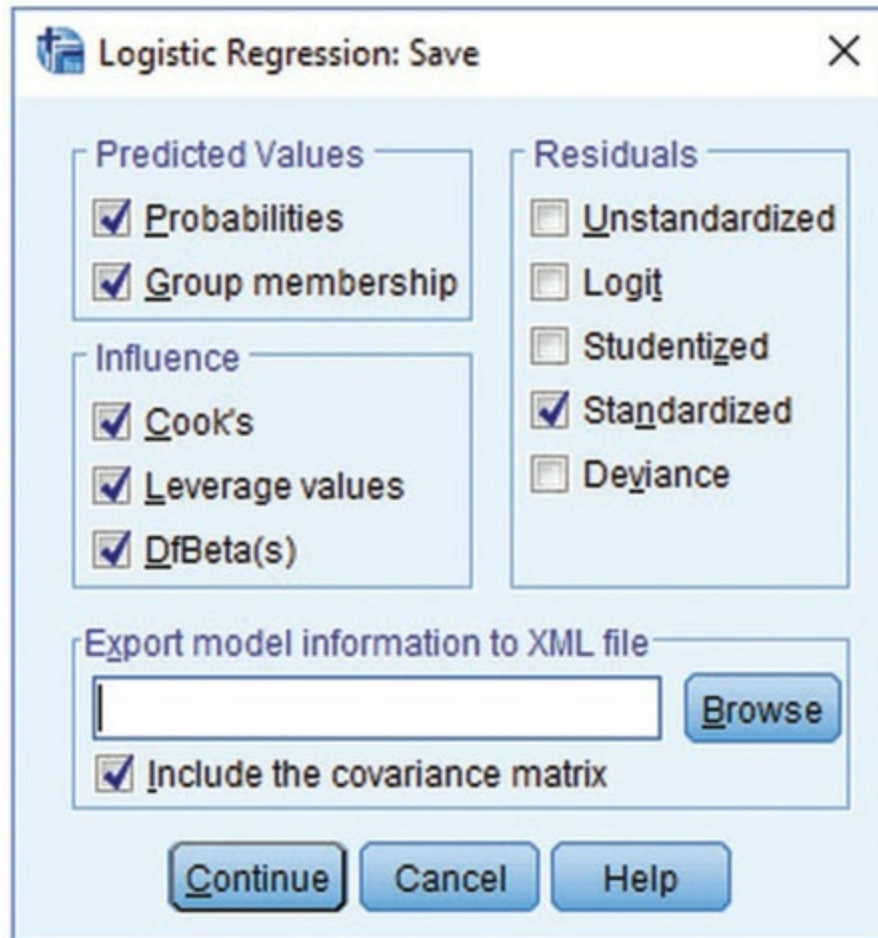 Logistic Regression: Save
Predicted Values
Probabilities
Group membership
Influence
Cook's
Leverage values
DfBeta(s)
Residuals
Unstandardized
Logit
Studentized
Standardized
Deviance
Export model information to XML file
Browse
Include the covariance matrix
Continue Cancel Help